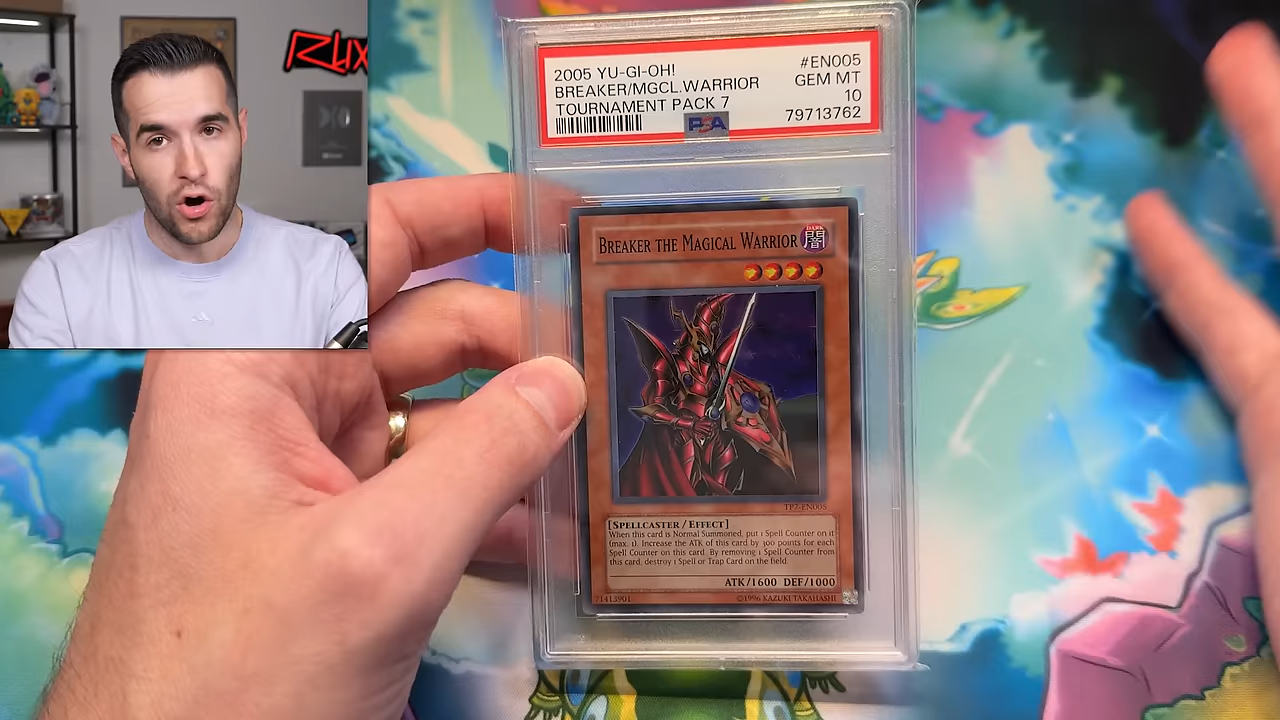 RUX
2005 YU-GI-OH!
#EN005
BREAKER/MGCL.WARRIOR
GEM MT
TOURNAMENT PACK 7
10
PSA
79713762
BREAKER THE MAGICAL WARRIOR
DARK
闇
TP7-EN005
[SPELLCASTER / EFFECT]
When this card is Normal Summoned, put 1 Spell Counter on it
(max. 1). Increase the ATK of this card by 300 points for each
Spell Counter on this card. By removing 1 Spell Counter from
this card, destroy 1 Spell or Trap Card on the field.
ATK/1600 DEF/1000
71413901
©1996 KAZUKI TAKAHASHI